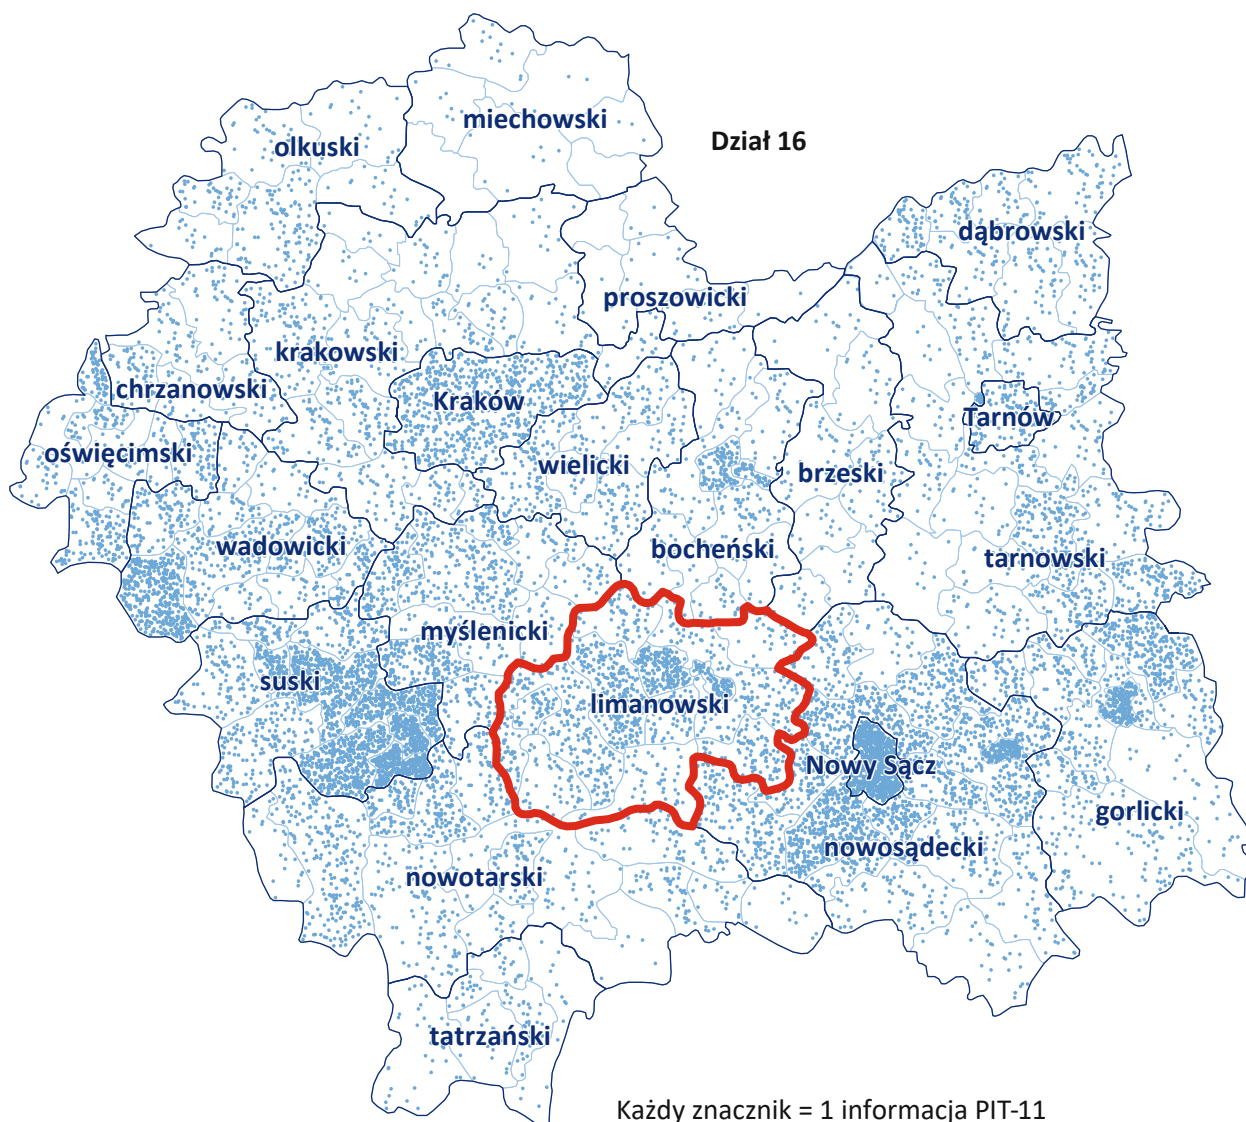 miechowski
Dział 16
olkuski
dąbrowski
proszowicki
krakowski
chrzanowski
Kraków
Tarnów
oświęcimski
wielicki
brzeski
wadowicki
bocheński
tarnowski
myślenicki
suski
limanowski
Nowy Sącz
gorlicki
nowosądecki
nowotarski
tatrzański
Każdy znacznik = 1 informacja PIT-11